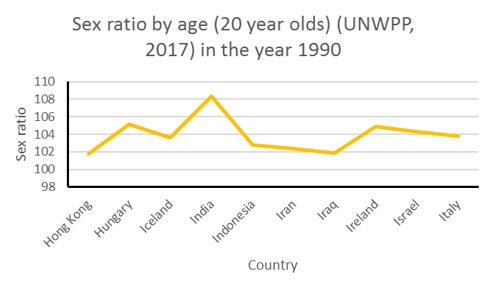 Sex ratio by age (20 year olds) (UNWPP,
2017) in the year 1990
110
108
106
104
102
100
98
Sex ratio
Hong Kong
Hungary
Iceland
India
Indonesia
Iran
Iraq
Ireland
Israel
Italy
Country